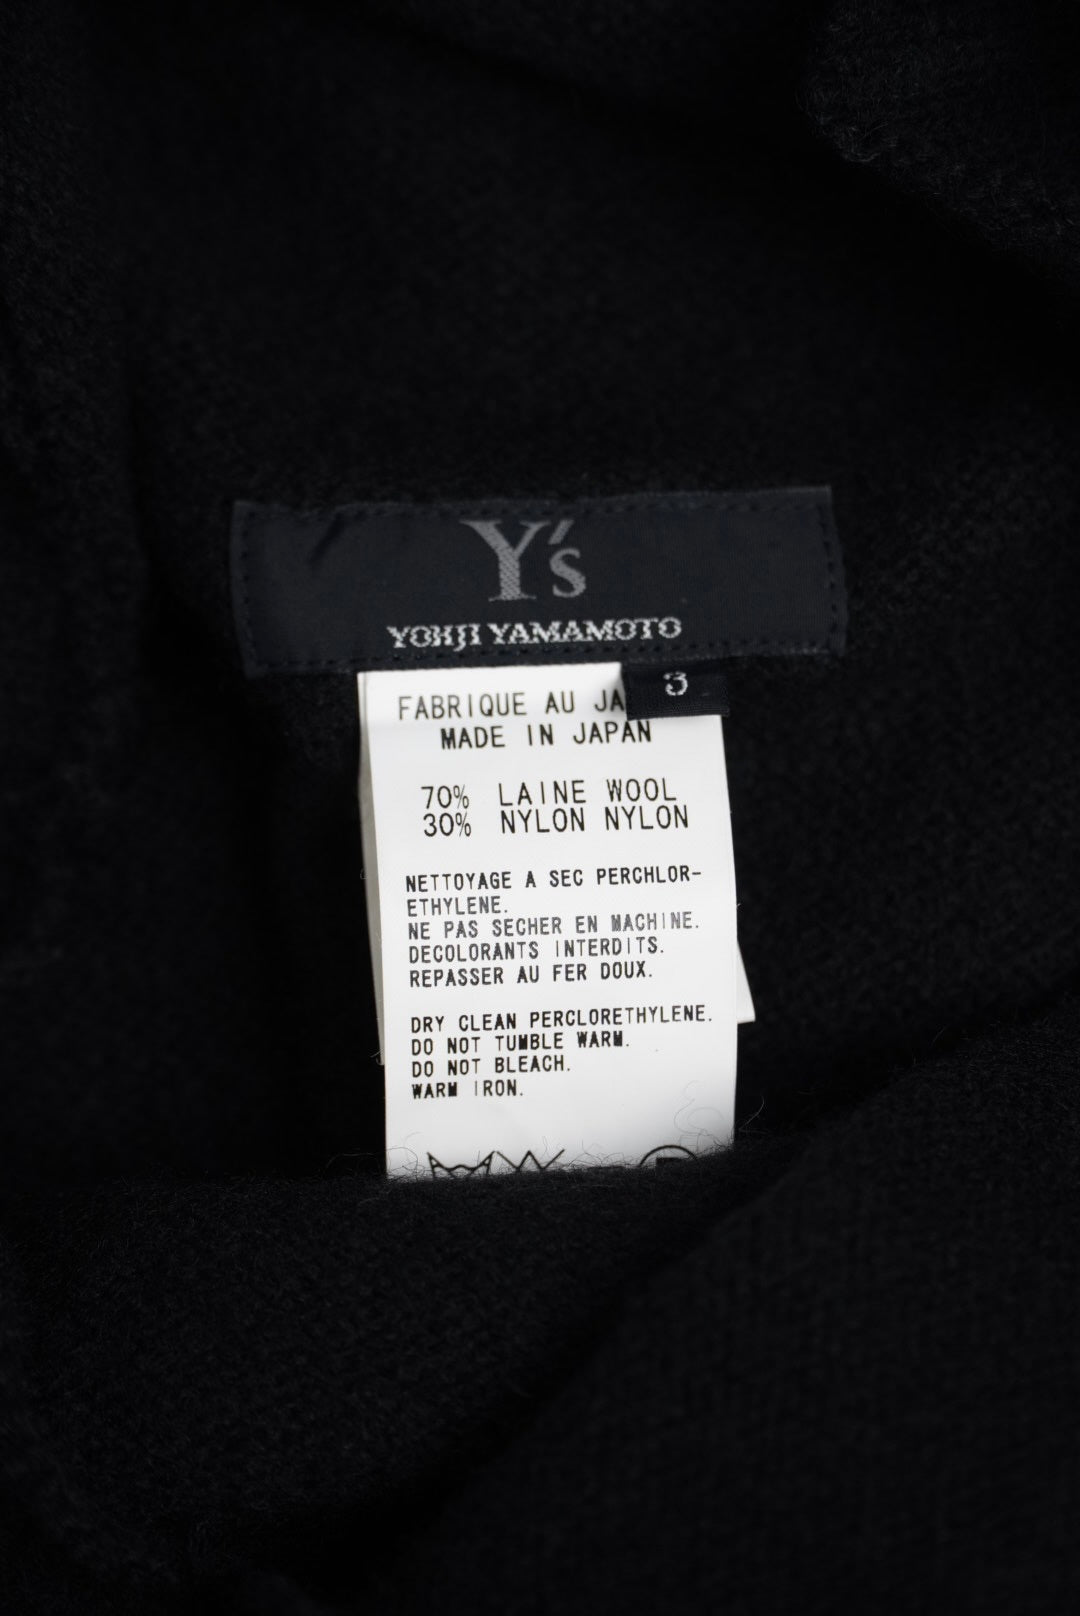 Y's
YOHJI YAMAMOTO
3
FABRIQUE AU JA
MADE IN JAPAN
70% LAINE WOOL
30% NYLON NYLON
NETTOYAGE A SEC PERCHLOR-
ETHYLENE.
NE PAS SECHER EN MACHINE.
DECOLORANTS INTERDITS.
REPASSER AU FER DOUX.
DRY CLEAN PERCLORETHYLENE.
DO NOT TUMBLE WARM.
DO NOT BLEACH.
WARM IRON.